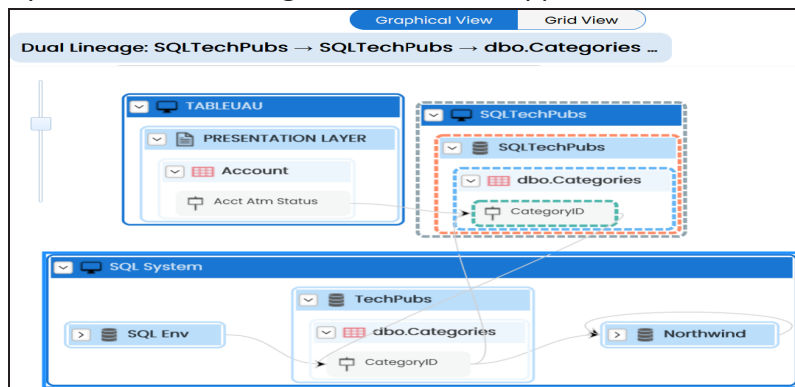 Graphical View Grid View
Dual Lineage: SQLTechPubs → SQLTechPubs → dbo.Categories ...
TABLEUAU
PRESENTATION LAYER
Account
Acct Atm Status
SQLTechPubs
SQLTechPubs
dbo.Categories
CategoryID
SQL System
SQL Env
TechPubs
dbo.Categories
CategoryID
Northwind